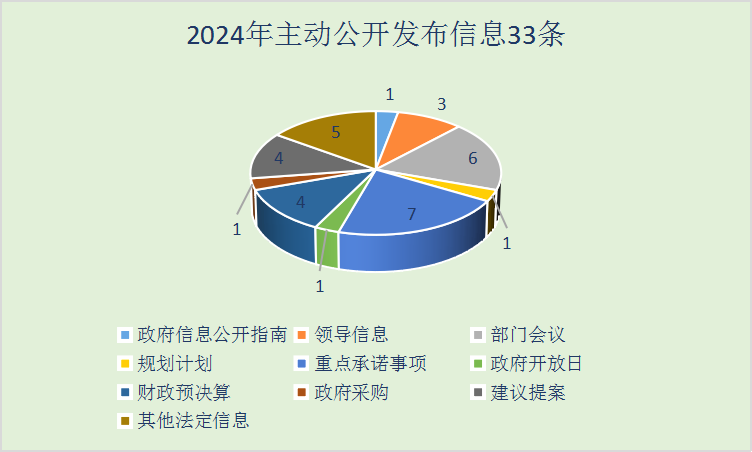 2024年主动公开发布信息33条
1
3
5
6
4
4
7
1
1
1
政府信息公开指南 领导信息 部门会议
规划计划 重点承诺事项 政府开放日
财政预决算 政府采购 建议提案
其他法定信息